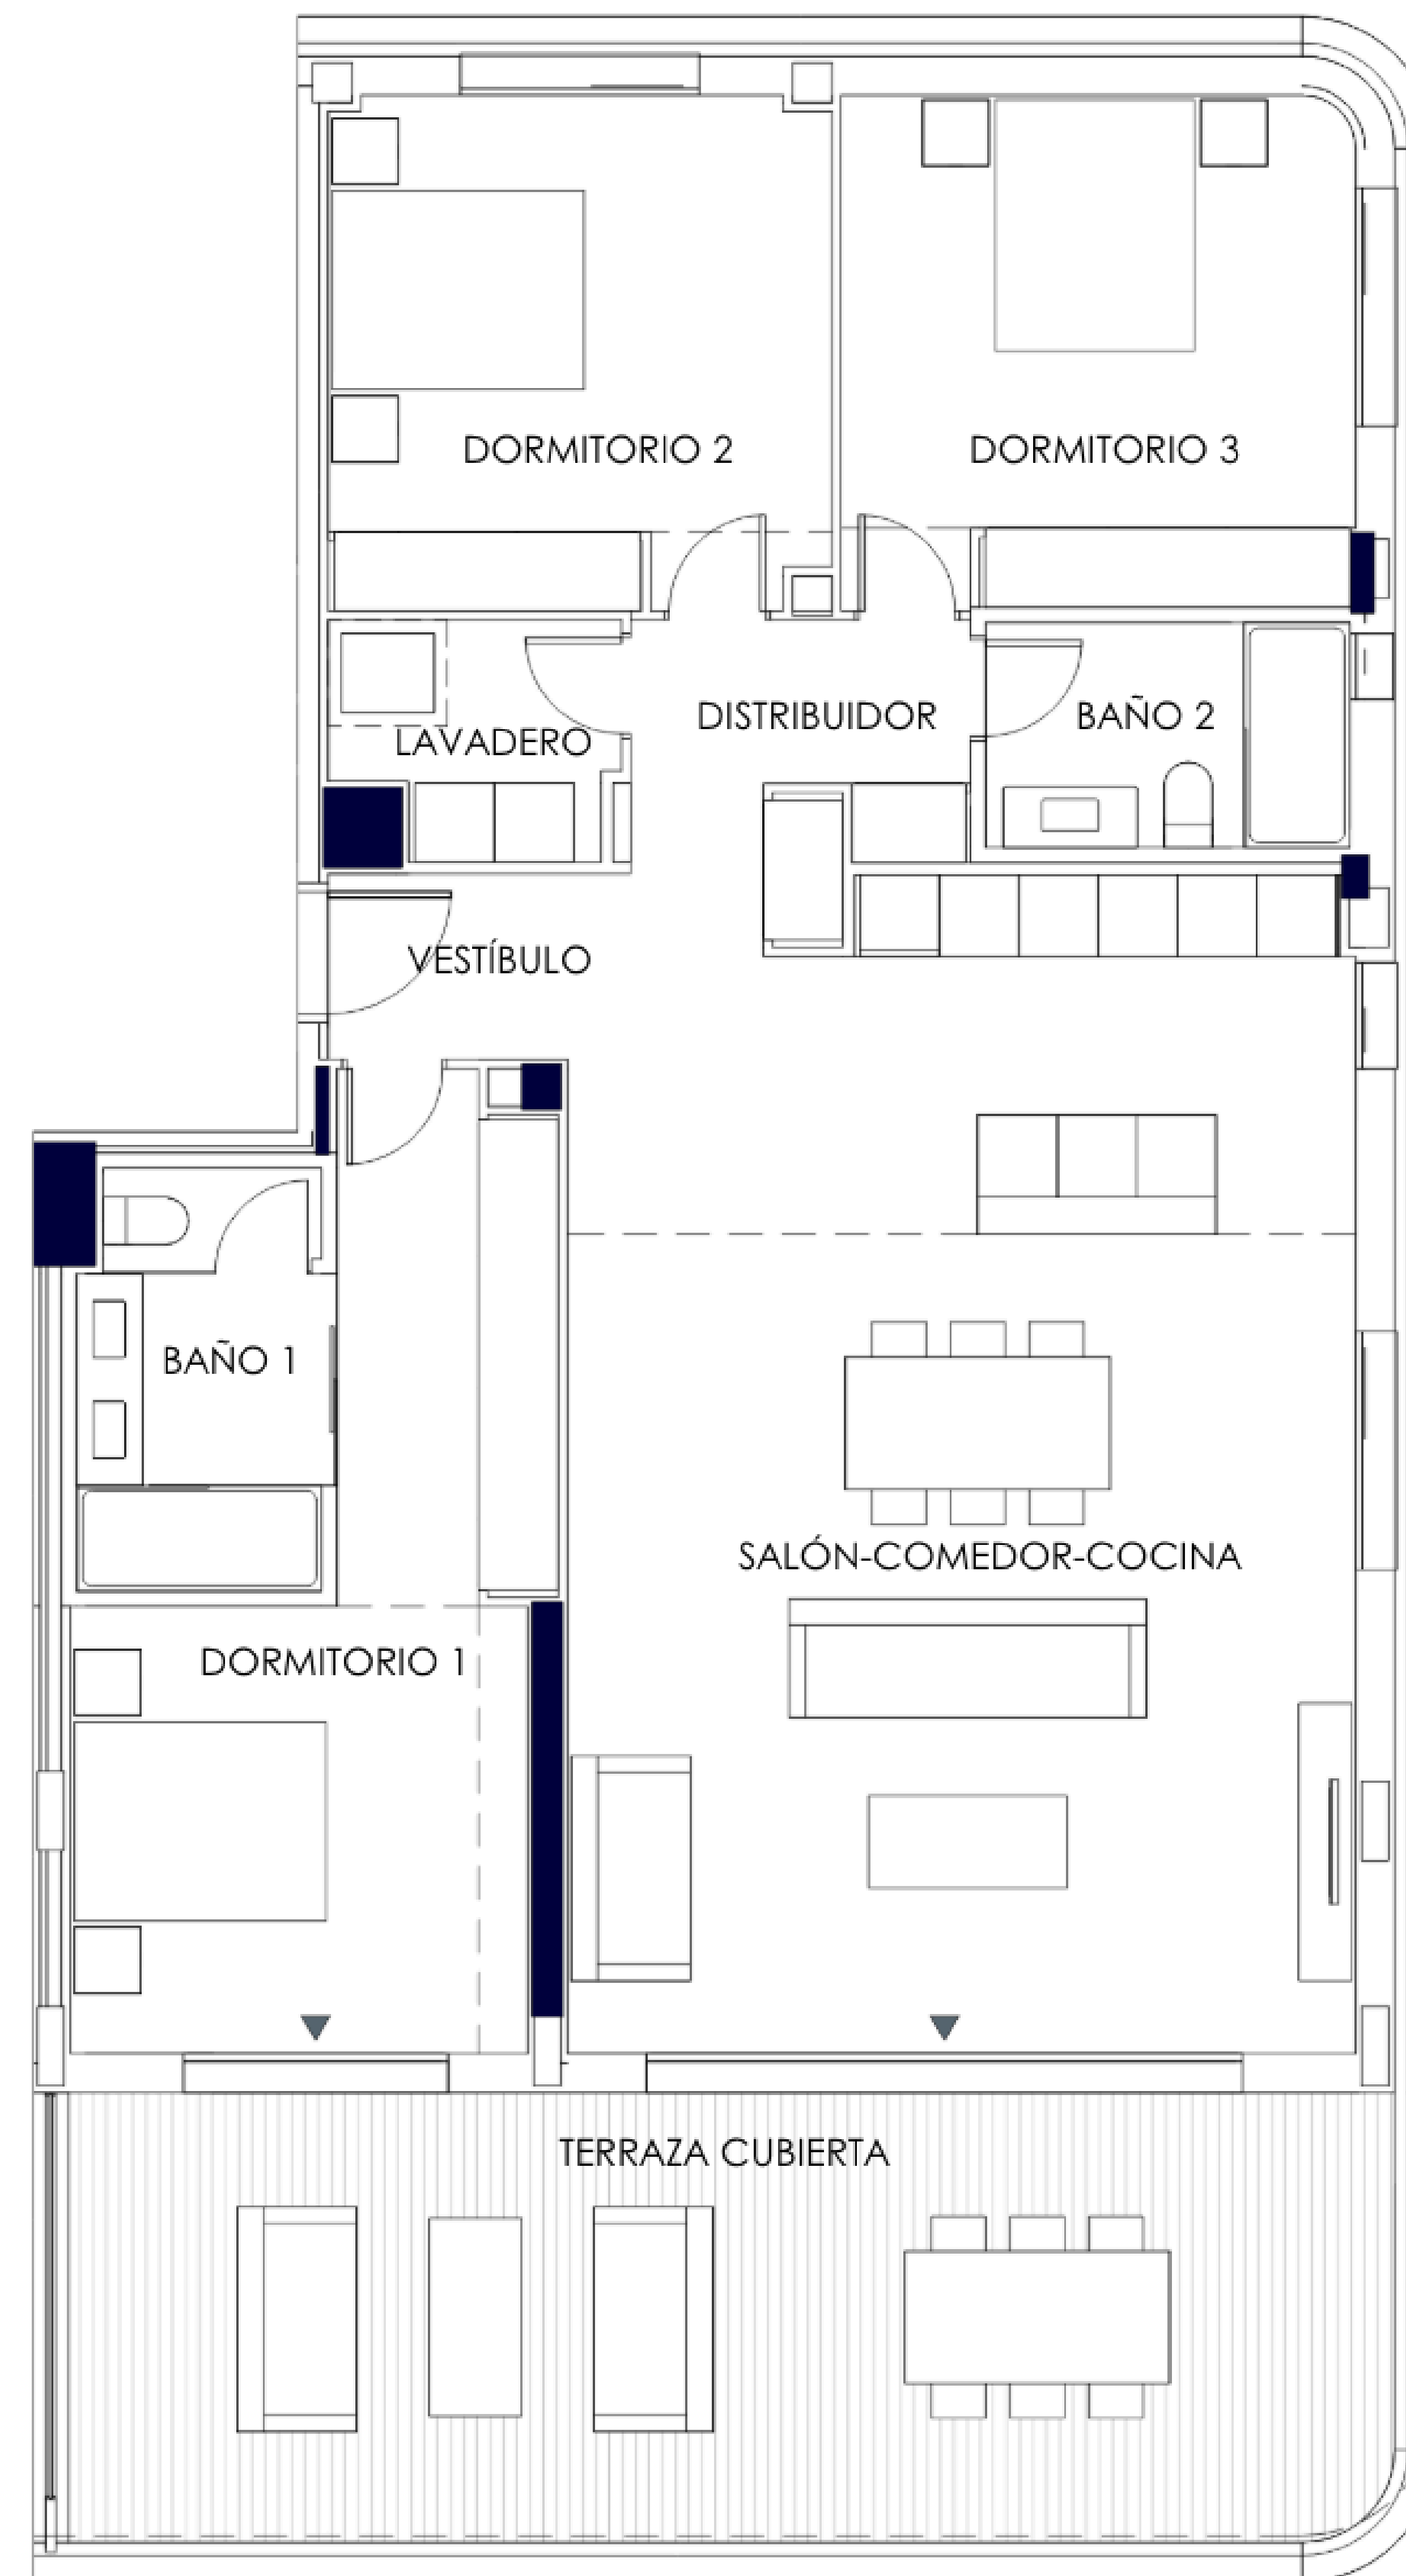 DORMITORIO 2
DORMITORIO 3
LAVADERO
DISTRIBUIDOR
BAÑO 2
VESTÍBULO
BAÑO 1
SALÓN-COMEDOR-COCINA
DORMITORIO 1
TERRAZA CUBIERTA